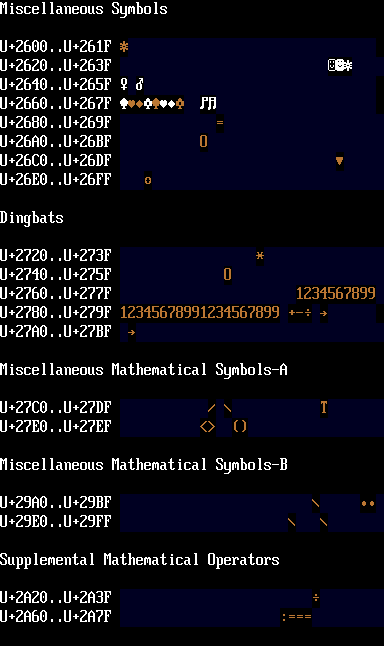 Miscellaneous Symbols
U+2600..U+261F *
U+2620..U+263F ☺☻☼
U+2640..U+265F ♀ ♂
U+2660..U+267F ♠♥♦♣♠♥♦♣ ♫♫
U+2680..U+269F =
U+26A0..U+26BF 0
U+26C0..U+26DF ▼
U+26E0..U+26FF o
Dingbats
U+2720..U+273F *
U+2740..U+275F 0
U+2760..U+277F 1234567899
U+2780..U+279F 12345678991234567899 +-÷ →
U+27A0..U+27BF →
Miscellaneous Mathematical Symbols-A
U+27C0..U+27DF / \ T
U+27E0..U+27EF <> ()
Miscellaneous Mathematical Symbols-B
U+29A0..U+29BF \ ••
U+29E0..U+29FF \ \
Supplemental Mathematical Operators
U+2A20..U+2A3F ÷
U+2A60..U+2A7F :===